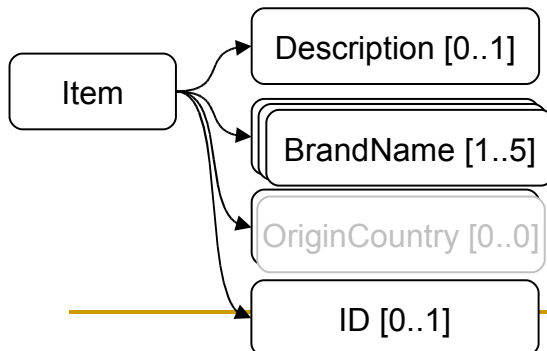 Description [0..1]
Item
BrandName [1..5]
OriginCountry [0..0]
ID [0..1]